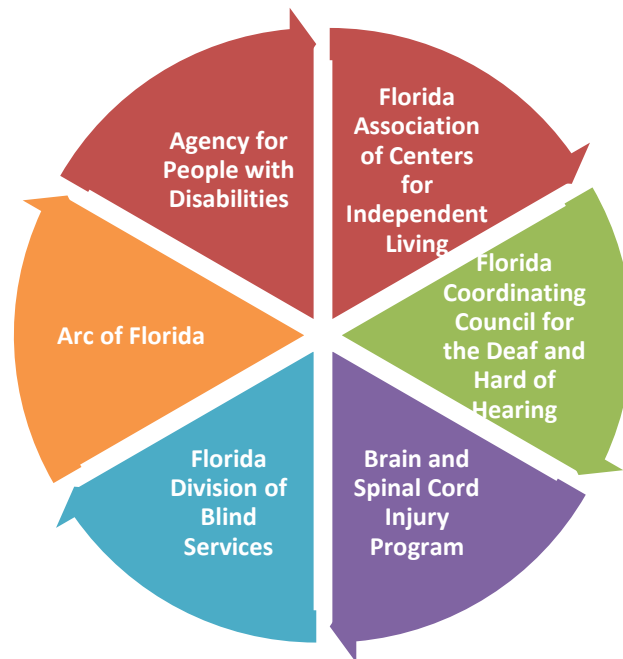 Florida
Association
of Centers
for
Independent
Living
Florida
Coordinating
Council for
the Deaf and
Hard of
Hearing
Brain and
Spinal Cord
Injury
Program
Florida
Division of
Blind
Services
Arc of Florida
Agency for
People with
Disabilities